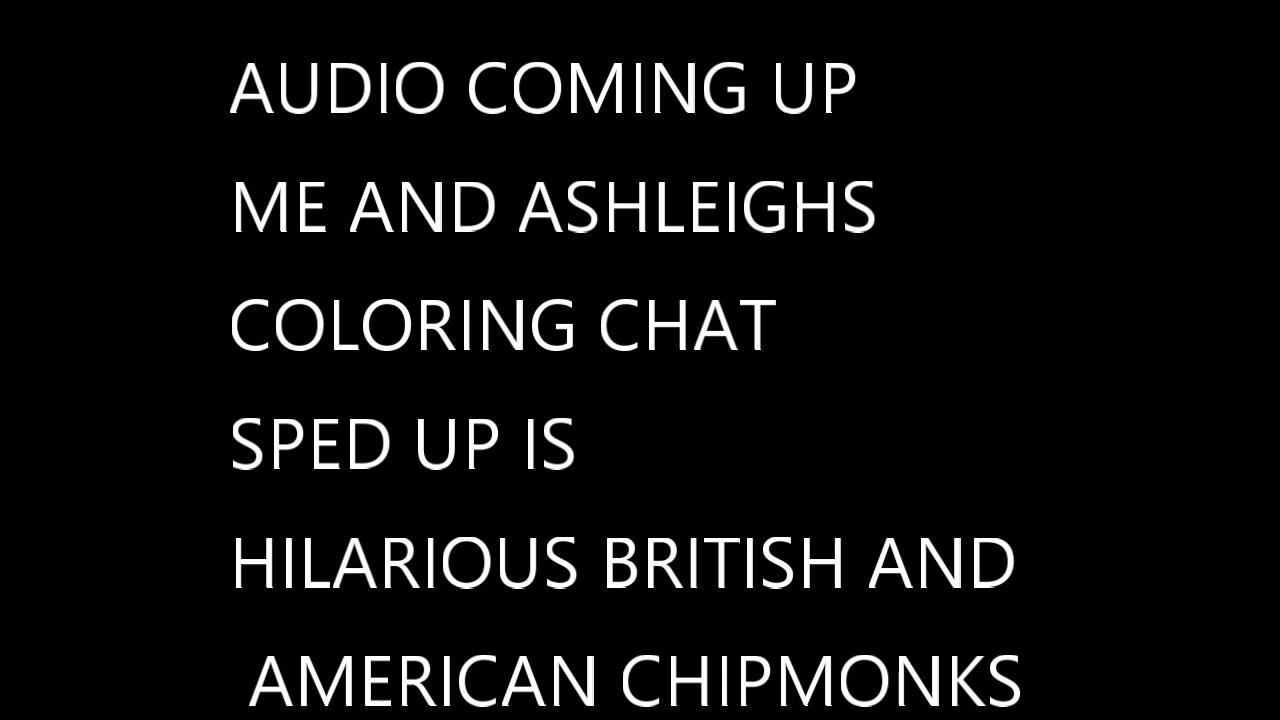 AUDIO COMING UP
ME AND ASHLEIGHS
COLORING CHAT
SPED UP IS
HILARIOUS BRITISH AND
AMERICAN CHIPMONKS